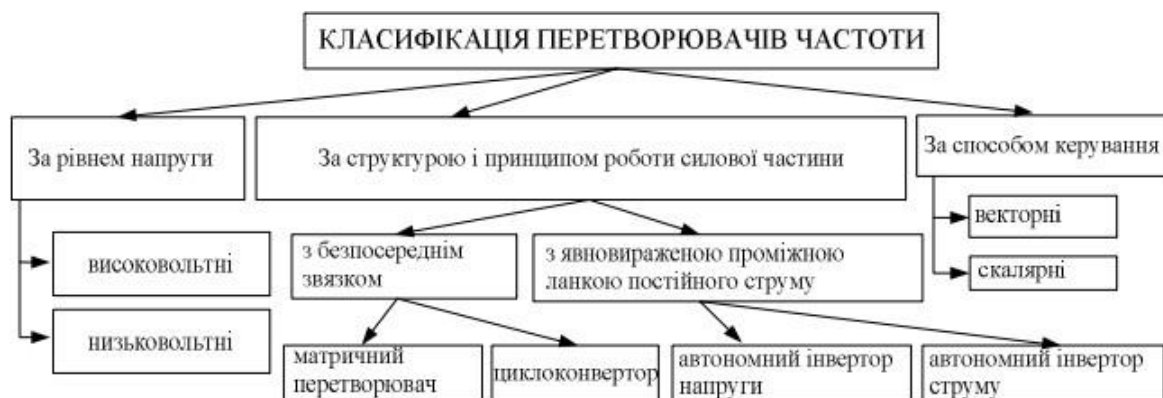 КЛАСИФІКАЦІЯ ПЕРЕТВОРЮВАЧІВ ЧАСТОТИ
За рівнем напруги
За структурою і принципом роботи силової частини
За способом керування
високовольтні
низьковольтні
з безпосереднім
звязком
з явновираженою проміжною
ланкою постійного струму
векторні
скалярні
матричний
перетворювач
циклоконвертор
автономний інвертор
напруги
автономний інвертор
струму